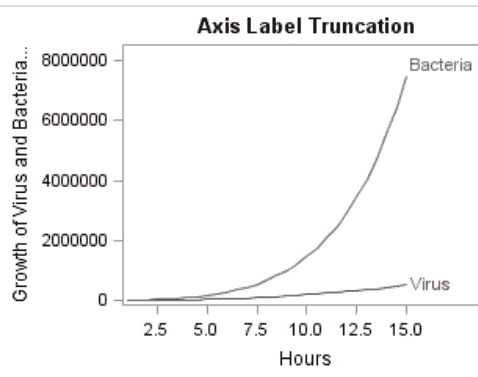 Axis Label Truncation
Growth of Virus and Bacteria...
8000000
6000000
4000000
2000000
0
Bacteria
Virus
2.5 5.0 7.5 10.0 12.5 15.0
Hours